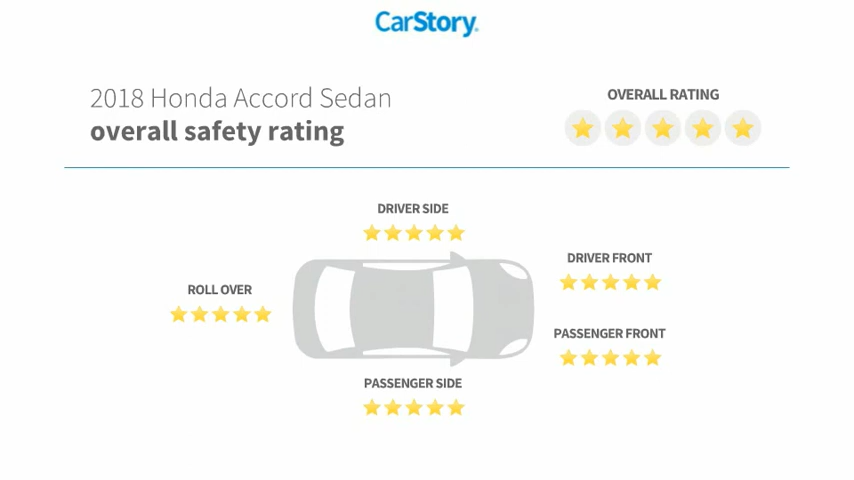 CarStory.
2018 Honda Accord Sedan
overall safety rating
OVERALL RATING
DRIVER SIDE
DRIVER FRONT
ROLL OVER
PASSENGER FRONT
PASSENGER SIDE